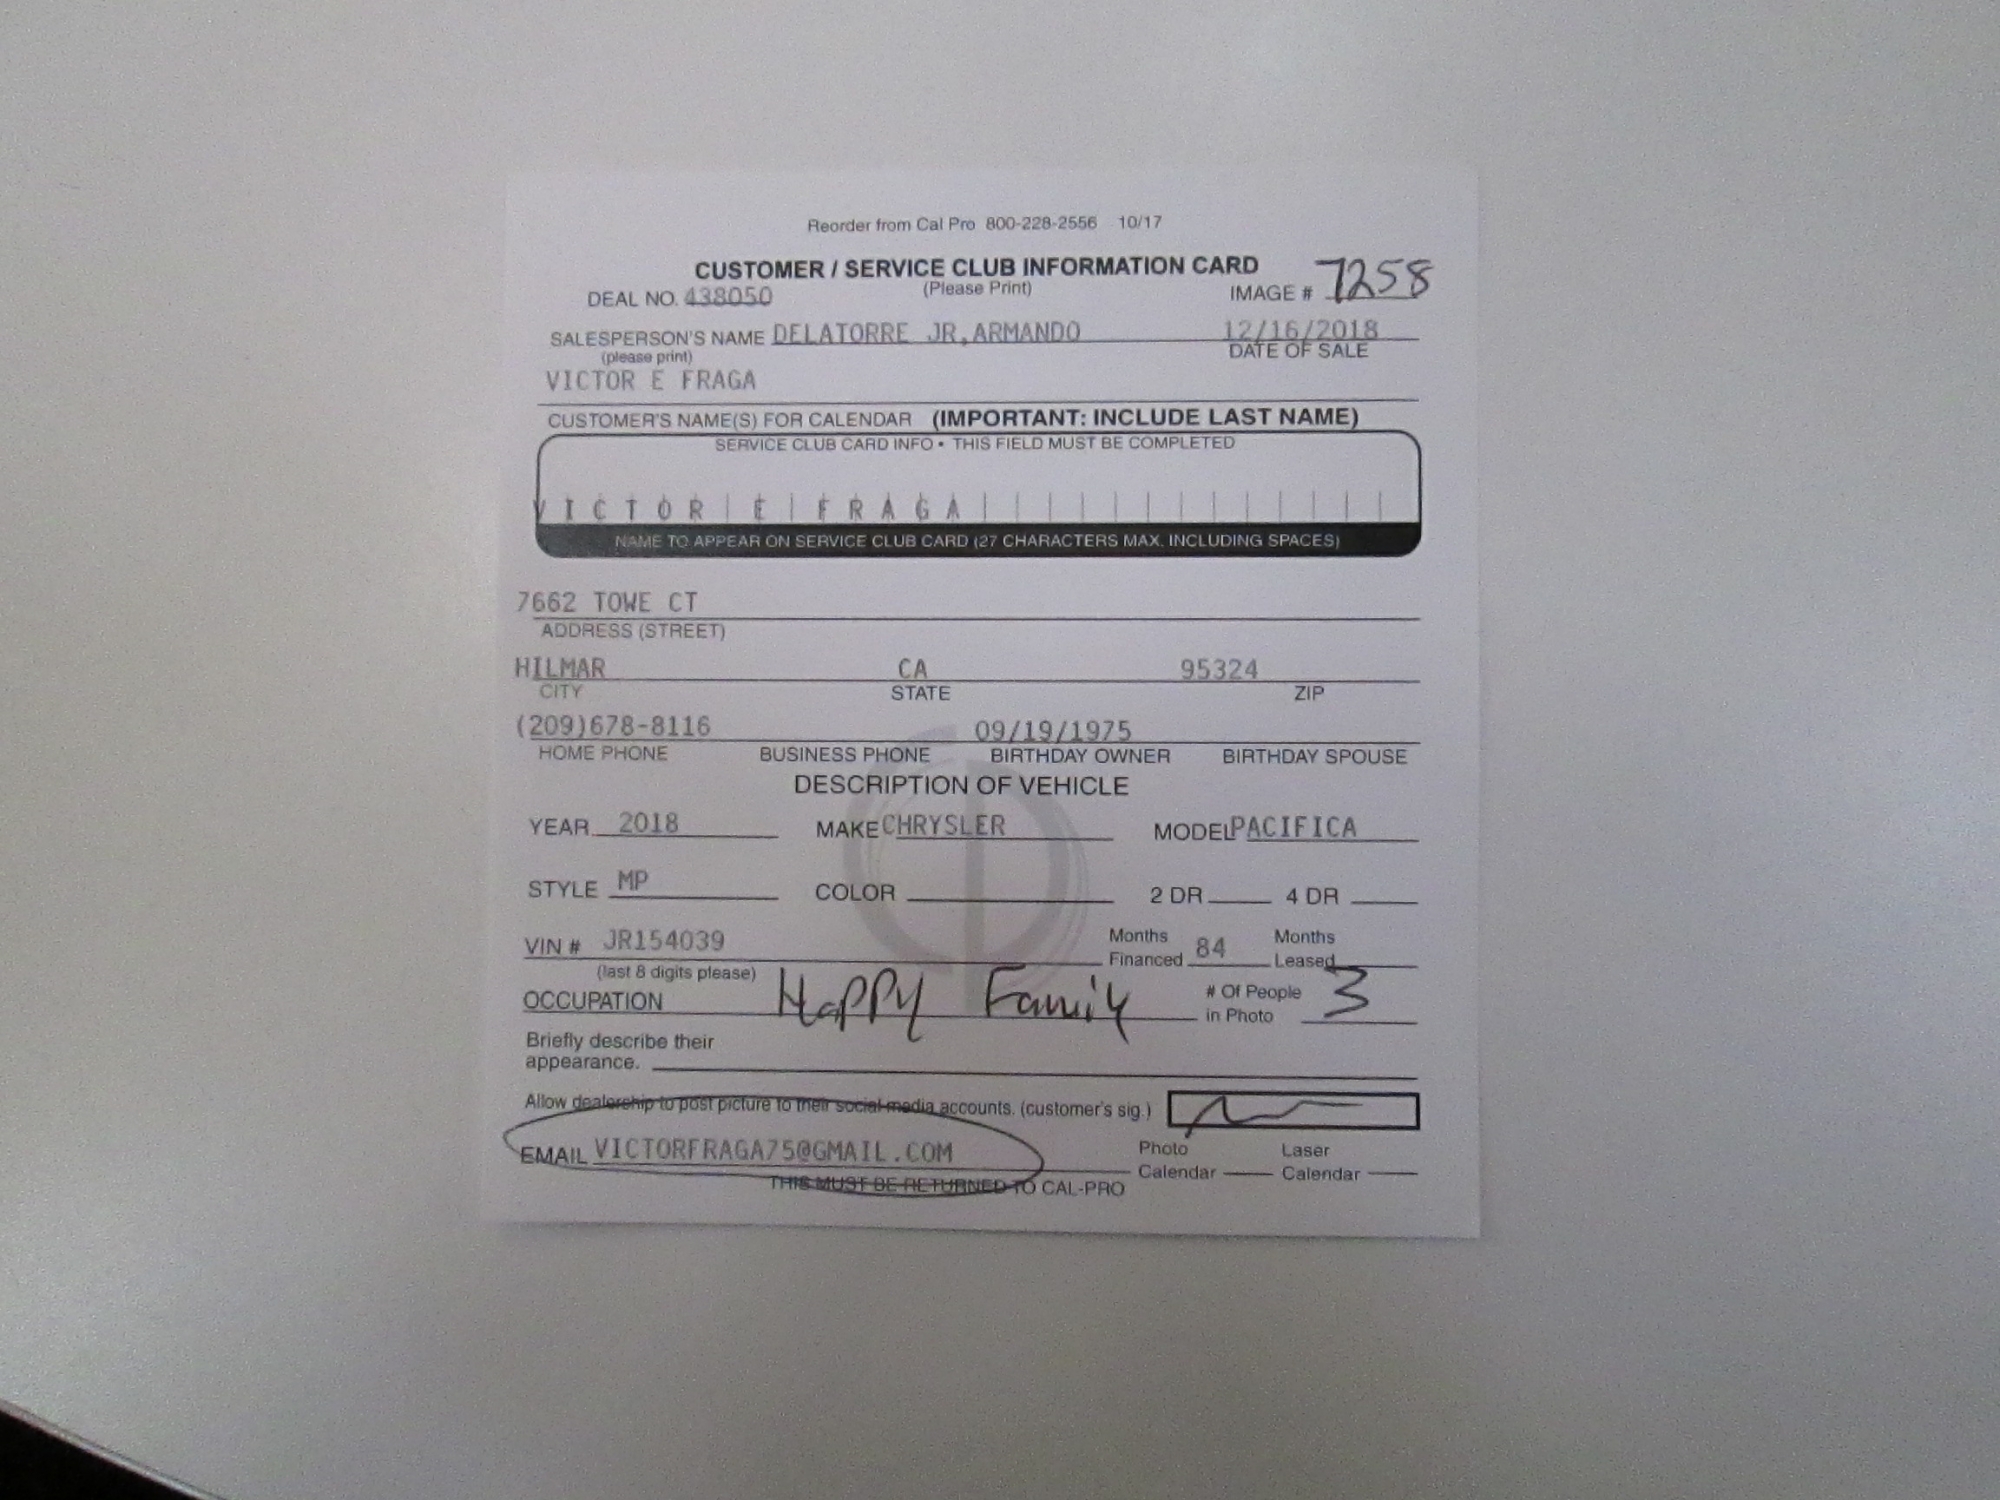 Reorder from Cal Pro 800-228-2556 10/17
CUSTOMER / SERVICE CLUB INFORMATION CARD
(Please Print)
DEAL NO. 438050 IMAGE # 7258
SALESPERSON'S NAME DELATORRE JR,ARMANDO 12/16/2018
(please print) DATE OF SALE
VICTOR E FRAGA
CUSTOMER'S NAME(S) FOR CALENDAR (IMPORTANT: INCLUDE LAST NAME)
SERVICE CLUB CARD INFO • THIS FIELD MUST BE COMPLETED
VICTOR E FRAGA
NAME TO APPEAR ON SERVICE CLUB CARD (27 CHARACTERS MAX. INCLUDING SPACES)
7662 TOWE CT
ADDRESS (STREET)
HILMAR CA 95324
CITY STATE ZIP
(209)678-8116 09/19/1975
HOME PHONE BUSINESS PHONE BIRTHDAY OWNER BIRTHDAY SPOUSE
DESCRIPTION OF VEHICLE
YEAR 2018 MAKE CHRYSLER MODEL PACIFICA
STYLE MP COLOR 2 DR 4 DR
VIN # JR154039 Months Financed 84 Months Leased
(last 8 digits please)
OCCUPATION Happy Family # Of People in Photo 3
Briefly describe their
appearance.
Allow dealership to post picture to their social media accounts. (customer's sig.)
EMAIL VICTORFRAGA75@GMAIL.COM Photo Calendar Laser Calendar
THIS MUST BE RETURNED TO CAL-PRO